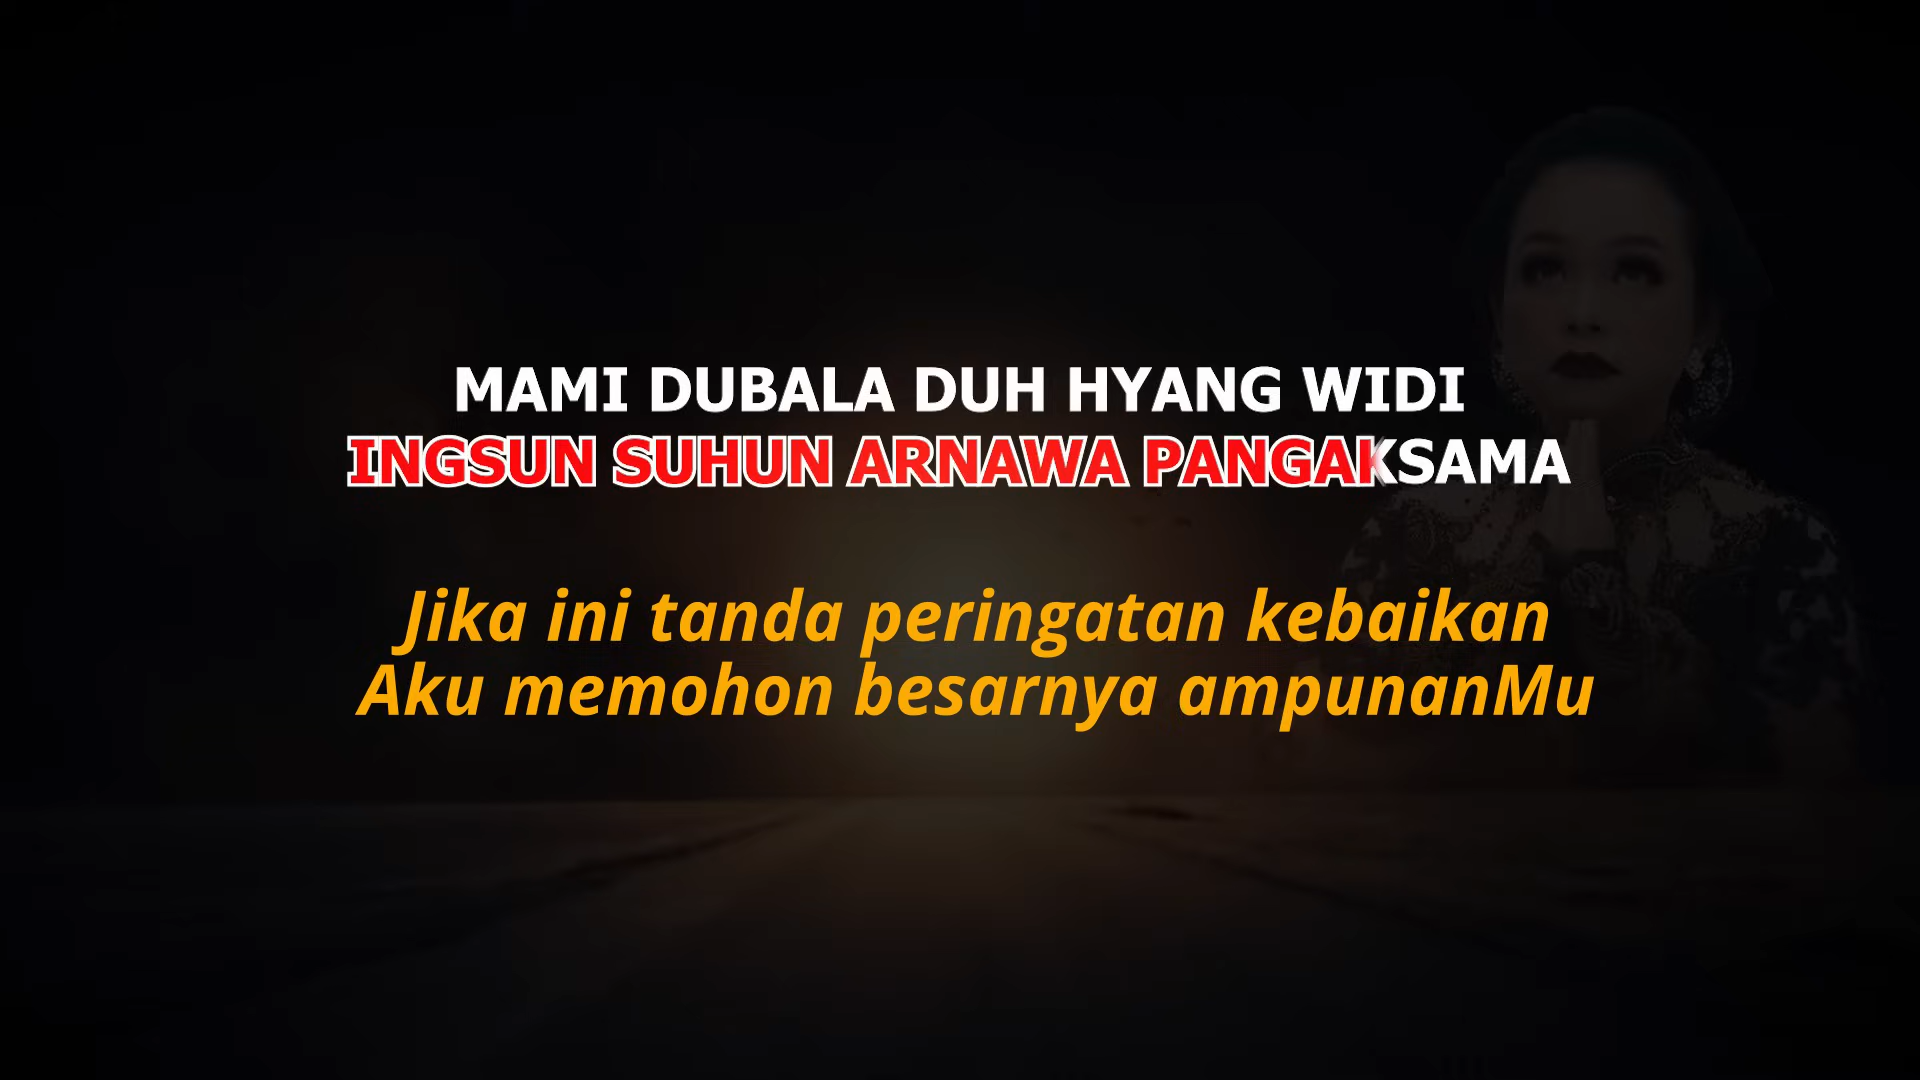 MAMI DUBALA DUH HYANG WIDI
INGSUN SUHUN ARNAWA PANGAKSAMA
Jika ini tanda peringatan kebaikan
Aku memohon besarnya ampunanMu